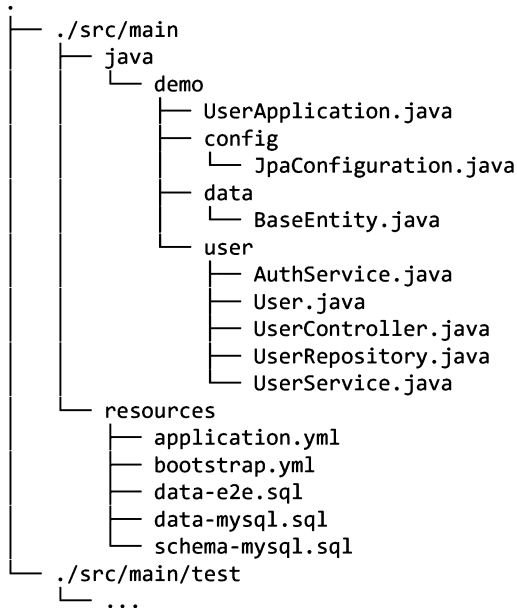 .
├── ./src/main
│   ├── java
│   │   └── demo
│   │       ├── UserApplication.java
│   │       ├── config
│   │       │   └── JpaConfiguration.java
│   │       ├── data
│   │       │   └── BaseEntity.java
│   │       └── user
│   │           ├── AuthService.java
│   │           ├── User.java
│   │           ├── UserController.java
│   │           ├── UserRepository.java
│   │           └── UserService.java
│   └── resources
│       ├── application.yml
│       ├── bootstrap.yml
│       ├── data-e2e.sql
│       ├── data-mysql.sql
│       └── schema-mysql.sql
└── ./src/main/test
    └── ...